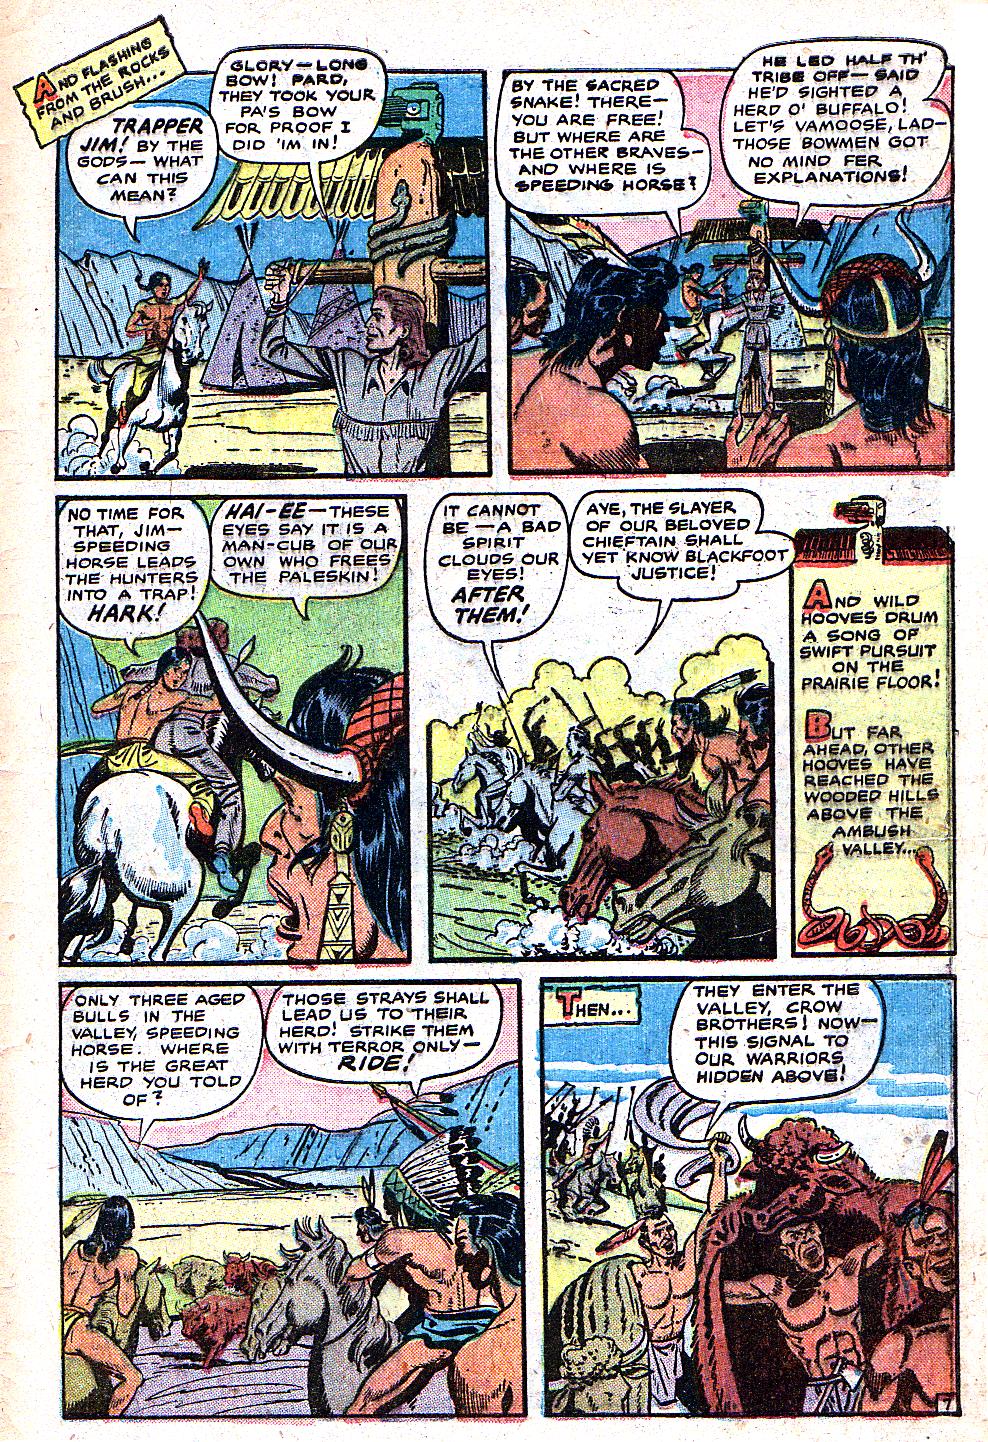 AND FLASHING
FROM THE ROCKS
AND BRUSH...
TRAPPER
JIM! BY THE
GODS— WHAT
CAN THIS
MEAN?
GLORY—LONG
BOW! PARD,
THEY TOOK YOUR
PA'S BOW
FOR PROOF I
DID 'IM IN!
BY THE SACRED
SNAKE! THERE—
YOU ARE FREE!
BUT WHERE ARE
THE OTHER BRAVES—
AND WHERE IS
SPEEDING HORSE?
HE LED HALF TH'
TRIBE OFF— SAID
HE'D SIGHTED A
HERD O' BUFFALO!
LET'S VAMOOSE, LAD—
THOSE BOWMEN GOT
NO MIND FER
EXPLANATIONS!
NO TIME FOR
THAT, JIM—
SPEEDING
HORSE LEADS
THE HUNTERS
INTO A TRAP!
HARK!
HAI-EE—THESE
EYES SAY IT IS A
MAN-CUB OF OUR
OWN WHO FREES
THE PALESKIN!
IT CANNOT
BE — A BAD
SPIRIT
CLOUDS OUR
EYES!
AFTER
THEM!
AYE, THE SLAYER
OF OUR BELOVED
CHIEFTAIN SHALL
YET KNOW BLACKFOOT
JUSTICE!
AND WILD
HOOVES DRUM
A SONG OF
SWIFT PURSUIT
ON THE
PRAIRIE FLOOR!
BUT FAR
AHEAD, OTHER
HOOVES HAVE
REACHED THE
WOODED HILLS
ABOVE THE
AMBUSH
VALLEY...
ONLY THREE AGED
BULLS IN THE
VALLEY, SPEEDING
HORSE. WHERE
IS THE GREAT
HERD YOU TOLD
OF?
THOSE STRAYS SHALL
LEAD US TO THEIR
HERD! STRIKE THEM
WITH TERROR ONLY—
RIDE!
THEN...
THEY ENTER THE
VALLEY, CROW
BROTHERS! NOW—
THIS SIGNAL TO
OUR WARRIORS
HIDDEN ABOVE!
7